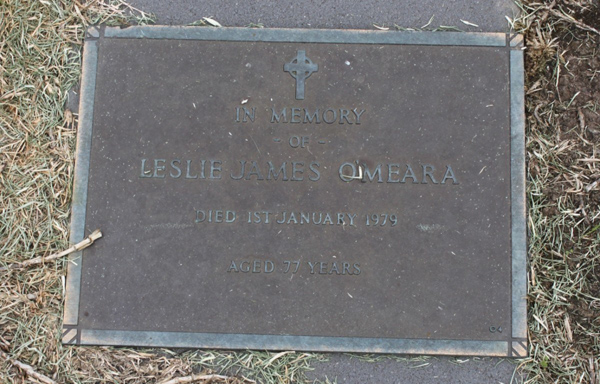 IN MEMORY
- OF -
LESLIE JAMES O'MEARA
DIED 1ST JANUARY 1979
AGED 77 YEARS